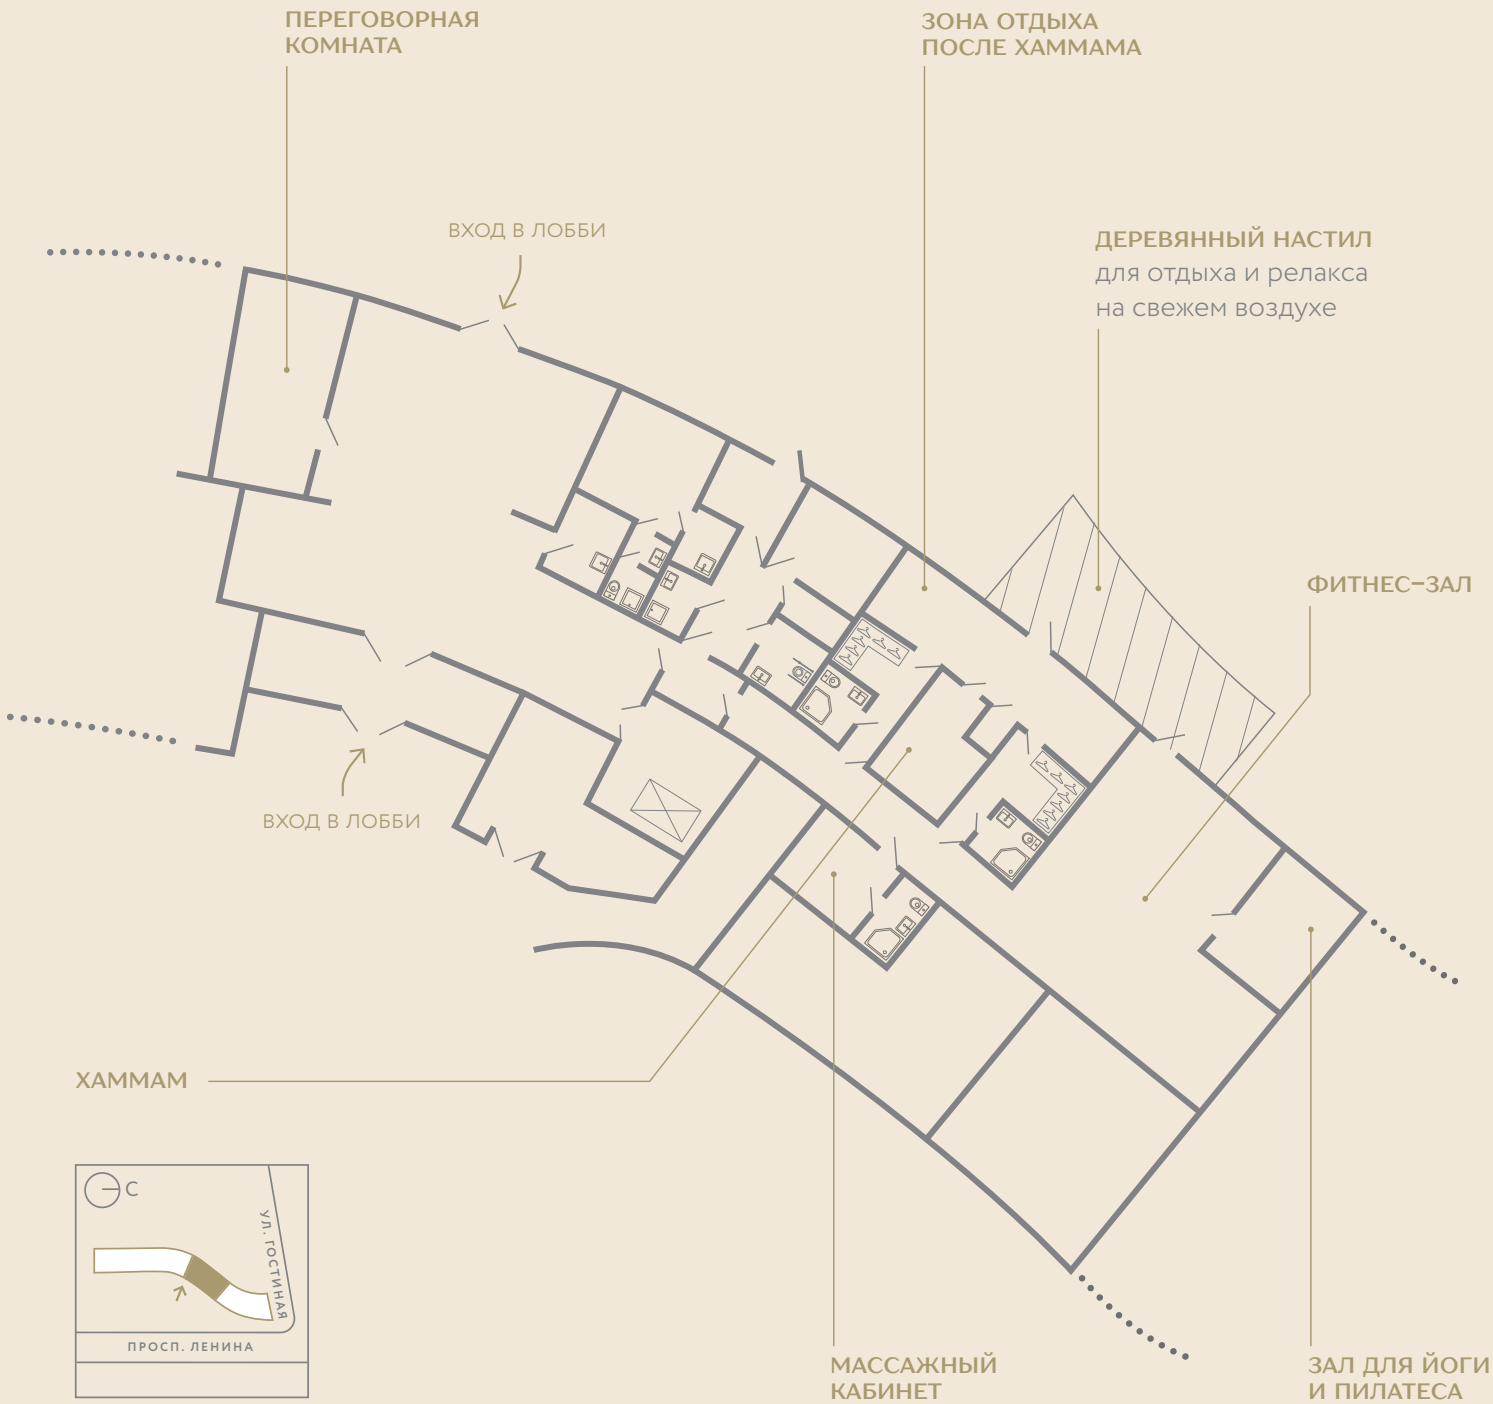 ПЕРЕГОВОРНАЯ
КОМНАТА
ЗОНА ОТДЫХА
ПОСЛЕ ХАММАМА
ВХОД В ЛОББИ
ДЕРЕВЯННЫЙ НАСТИЛ
для отдыха и релакса
на свежем воздухе
ФИТНЕС-ЗАЛ
ВХОД В ЛОББИ
ХАММАМ
С
УЛ. ГОСТИНАЯ
ПРОСП. ЛЕНИНА
МАССАЖНЫЙ
КАБИНЕТ
ЗАЛ ДЛЯ ЙОГИ
И ПИЛАТЕСА